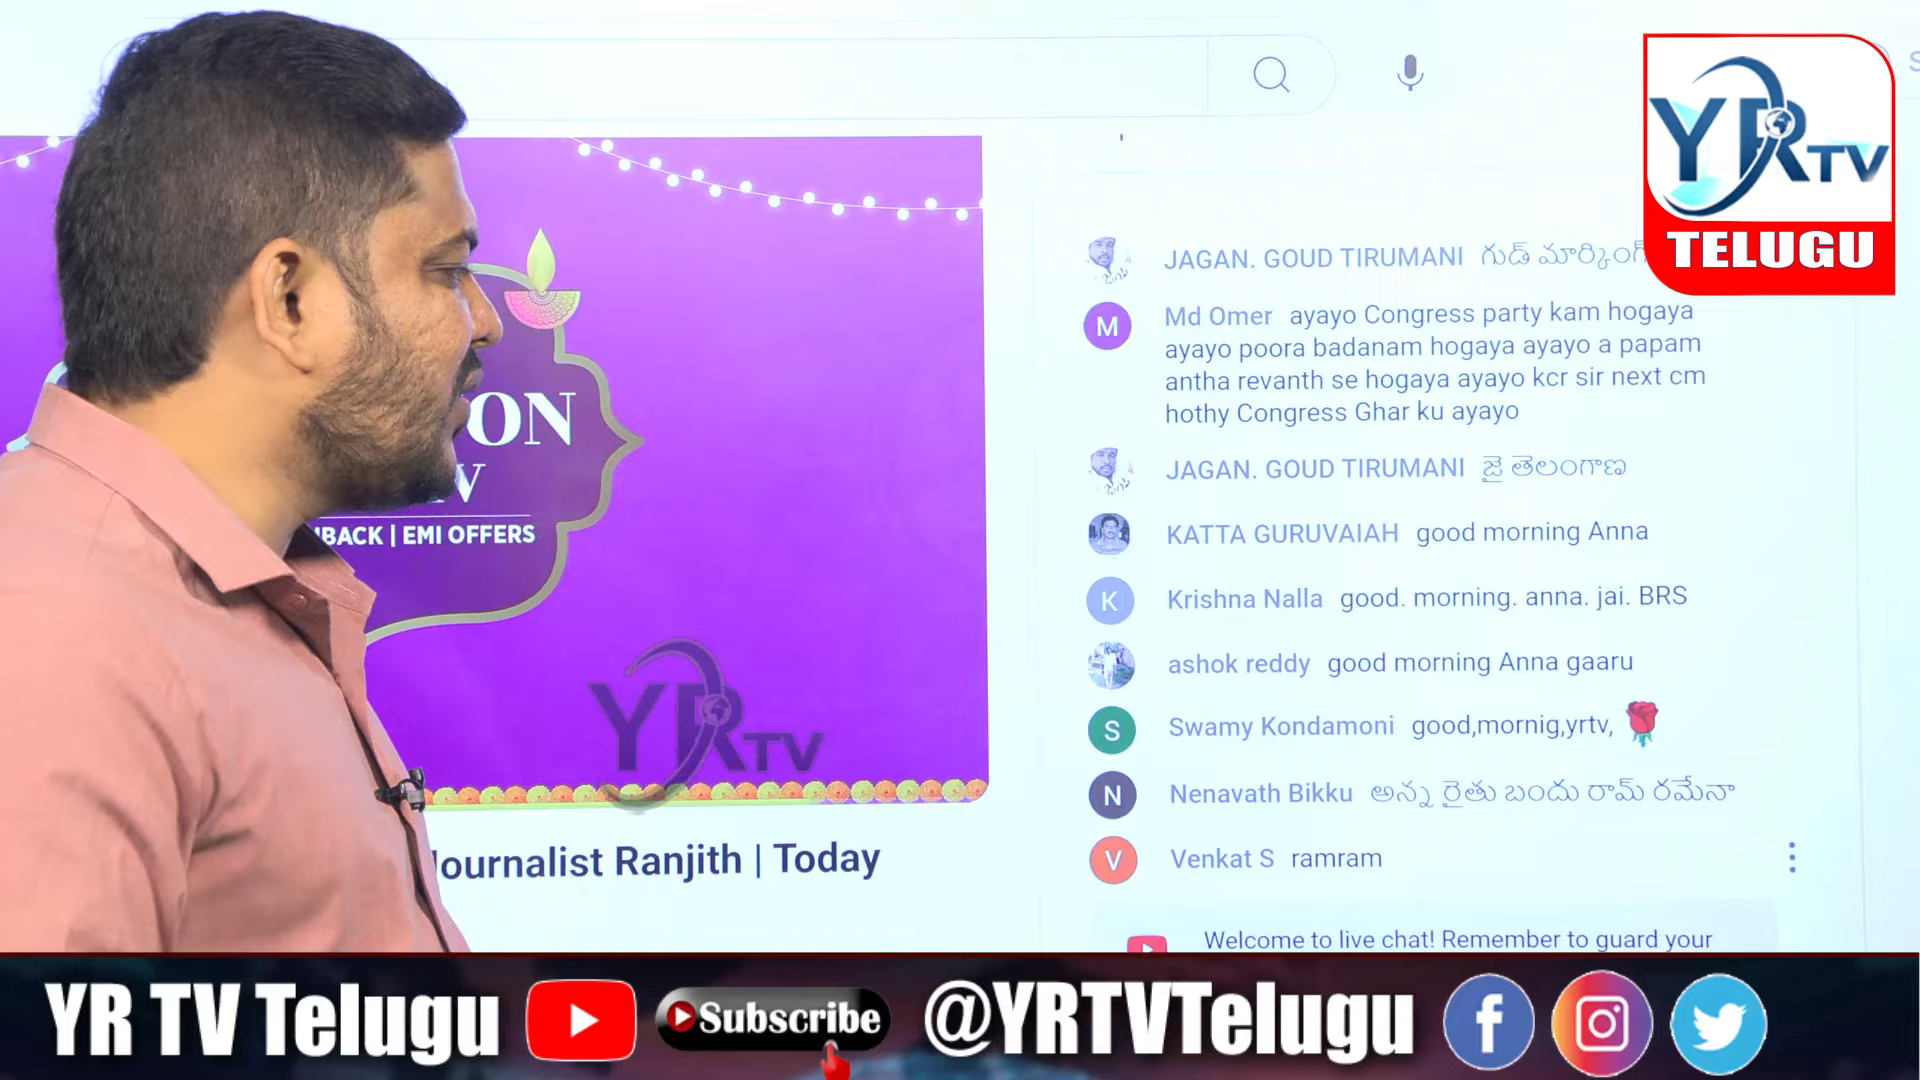 YRTV
TELUGU
JAGAN. GOUD TIRUMANI గుడ్ మార్నింగ్
Md Omer ayayo Congress party kam hogaya
ayayo poora badanam hogaya ayayo a papam
antha revanth se hogaya ayayo kcr sir next cm
hothy Congress Ghar ku ayayo
JAGAN. GOUD TIRUMANI జై తెలంగాణ
KATTA GURUVAIAH good morning Anna
K Krishna Nalla good. morning. anna. jai. BRS
ashok reddy good morning Anna gaaru
S Swamy Kondamoni good,mornig,yrtv,
N Nenavath Bikku అన్న రైతు బందు రామ్ రమేనా
V Venkat S ramram
Welcome to live chat! Remember to guard your
ON
V
BACK | EMI OFFERS
YRTV
Journalist Ranjith | Today
YR TV Telugu Subscribe @YRTVTelugu